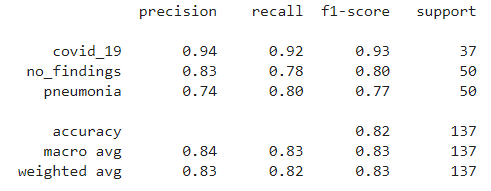 precision recall f1-score support
covid_19 0.94 0.92 0.93 37
no_findings 0.83 0.78 0.80 50
pneumonia 0.74 0.80 0.77 50
accuracy 0.82 137
macro avg 0.84 0.83 0.83 137
weighted avg 0.83 0.82 0.83 137